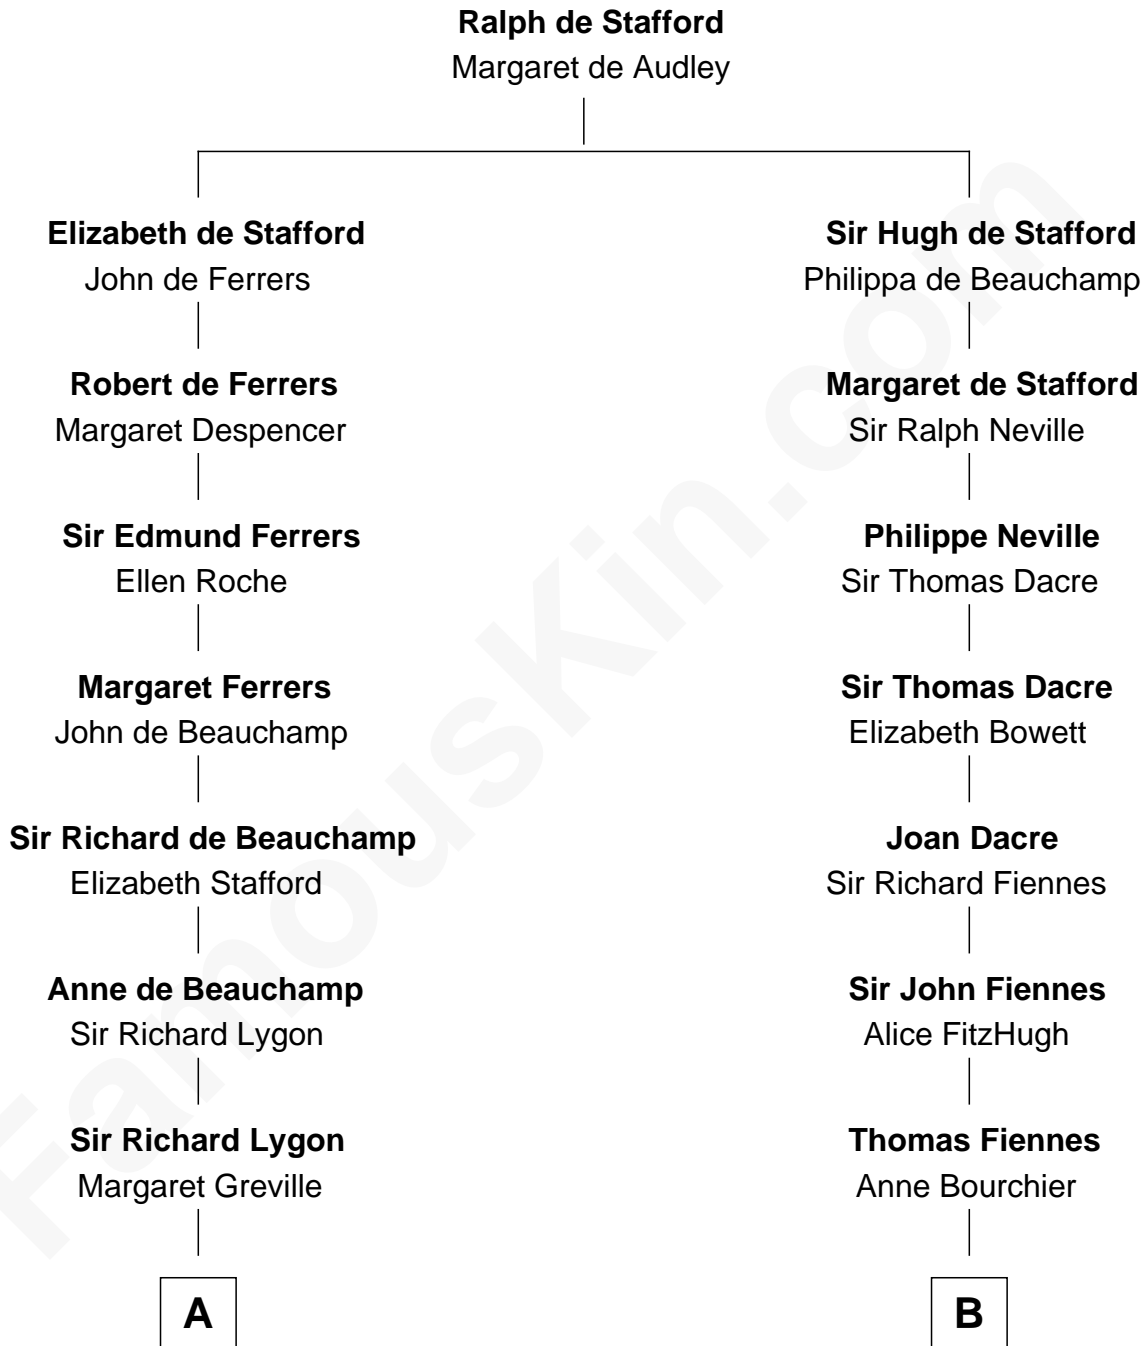 Ralph de Stafford
Margaret de Audley
Elizabeth de Stafford
John de Ferrers
Sir Hugh de Stafford
Philippa de Beauchamp
Robert de Ferrers
Margaret Despencer
Margaret de Stafford
Sir Ralph Neville
Sir Edmund Ferrers
Ellen Roche
Philippe Neville
Sir Thomas Dacre
Margaret Ferrers
John de Beauchamp
Sir Thomas Dacre
Elizabeth Bowett
Sir Richard de Beauchamp
Elizabeth Stafford
Joan Dacre
Sir Richard Fiennes
Anne de Beauchamp
Sir Richard Lygon
Sir John Fiennes
Alice FitzHugh
Sir Richard Lygon
Margaret Greville
Thomas Fiennes
Anne Bourchier
A
B
FamousKin.com